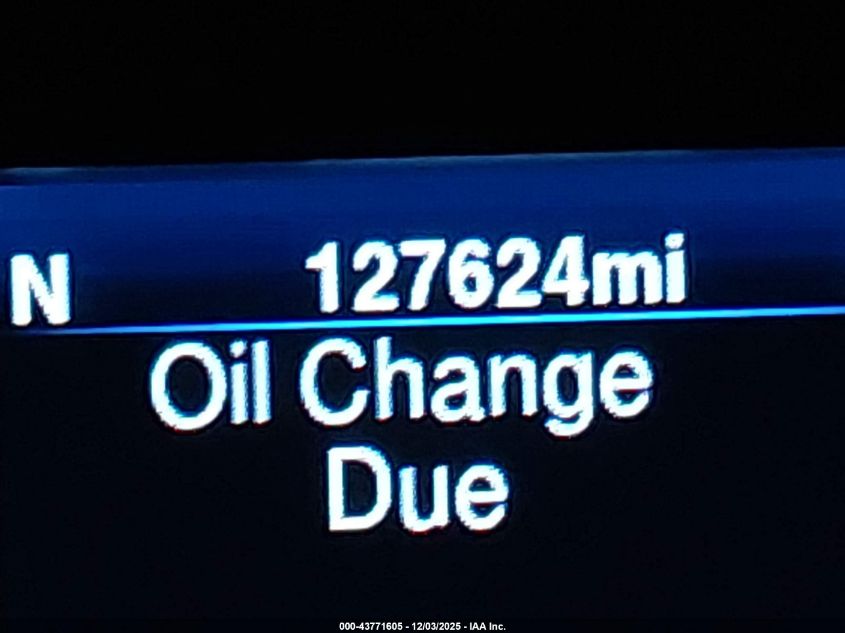 N 127624mi
Oil Change
Due
000-43771605 - 12/03/2025 - IAA Inc.